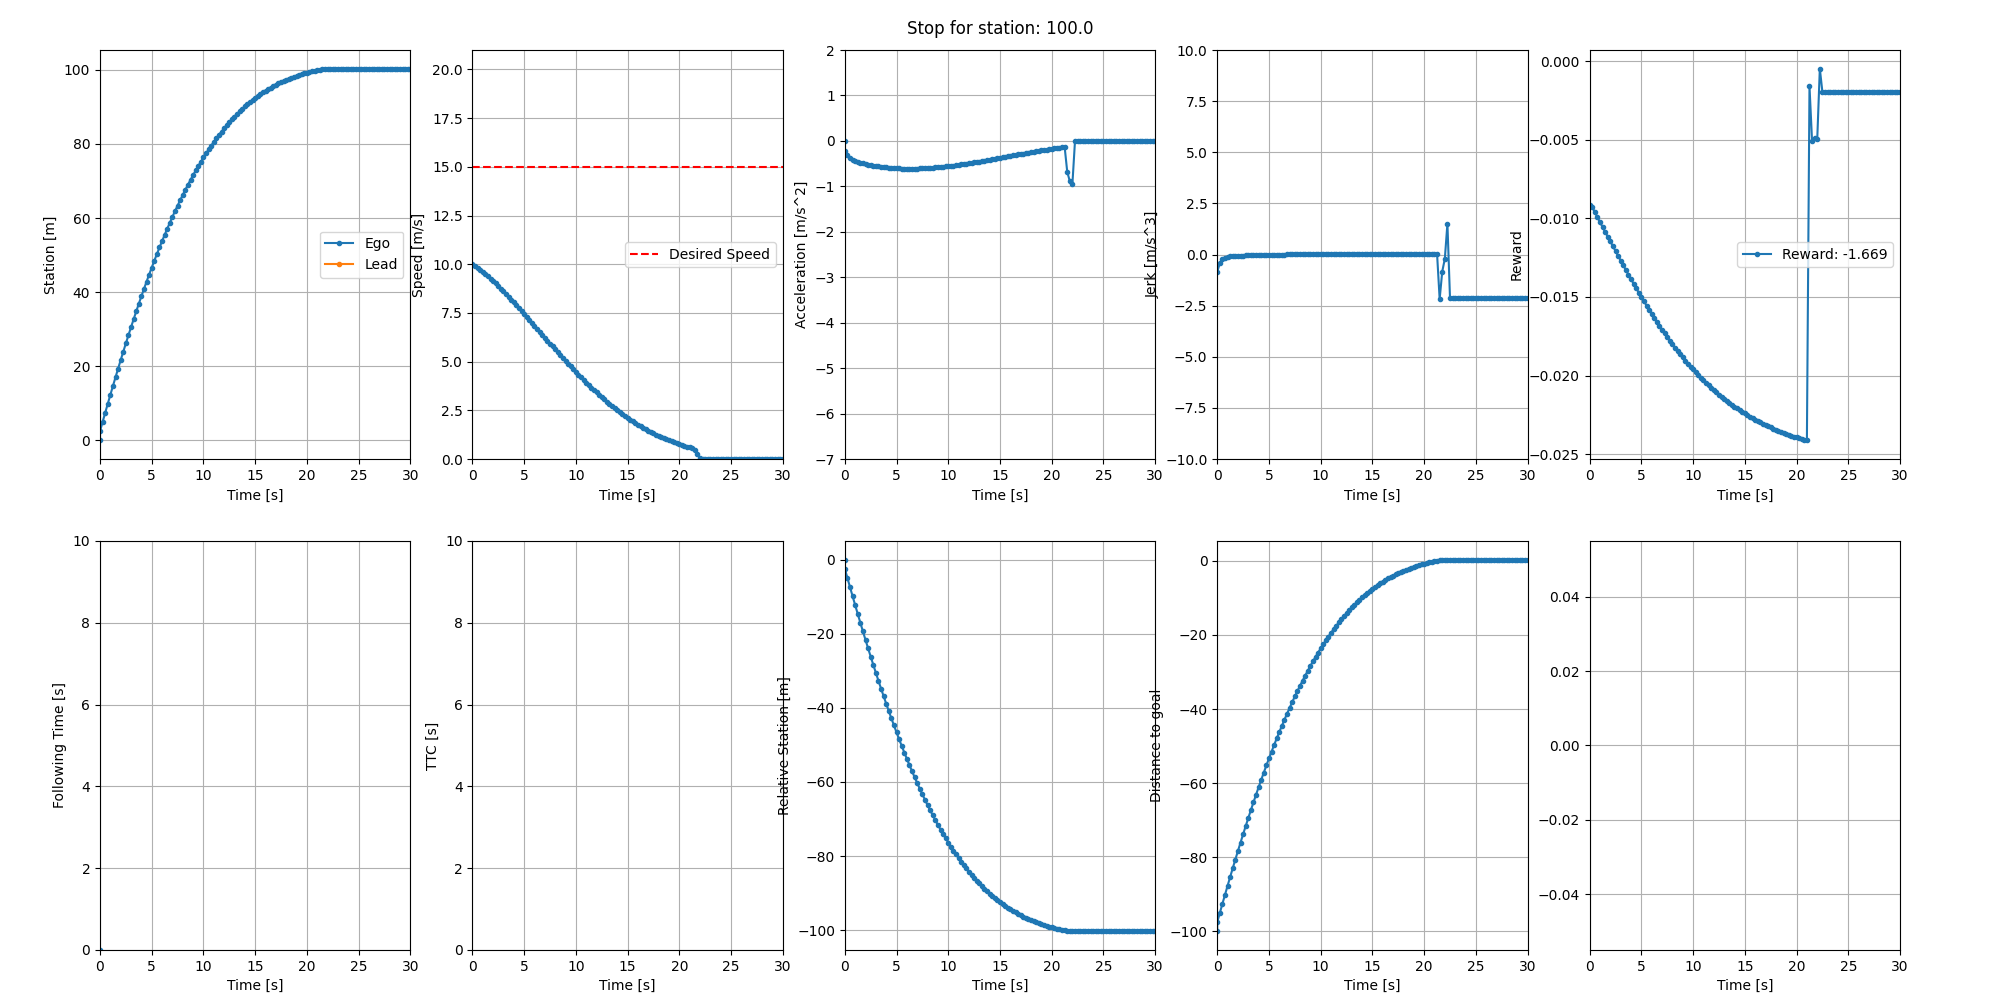 Stop for station: 100.0
Station [m]
100
80
60
40
20
0
Ego
Lead
0 5 10 15 20 25 30
Time [s]
Speed [m/s]
20.0
17.5
15.0
12.5
10.0
7.5
5.0
2.5
0.0
Desired Speed
0 5 10 15 20 25 30
Time [s]
Acceleration [m/s^2]
2
1
0
−1
−2
−3
−4
−5
−6
−7
0 5 10 15 20 25 30
Time [s]
Jerk [m/s^3]
10.0
7.5
5.0
2.5
0.0
−2.5
−5.0
−7.5
−10.0
0 5 10 15 20 25 30
Time [s]
Reward
0.000
−0.005
−0.010
−0.015
−0.020
−0.025
Reward: -1.669
0 5 10 15 20 25 30
Time [s]
Following Time [s]
10
8
6
4
2
0
0 5 10 15 20 25 30
Time [s]
TTC [s]
10
8
6
4
2
0
0 5 10 15 20 25 30
Time [s]
Relative Station [m]
0
−20
−40
−60
−80
−100
0 5 10 15 20 25 30
Time [s]
Distance to goal
0
−20
−40
−60
−80
−100
0 5 10 15 20 25 30
Time [s]
0.04
0.02
0.00
−0.02
−0.04
0 5 10 15 20 25 30
Time [s]